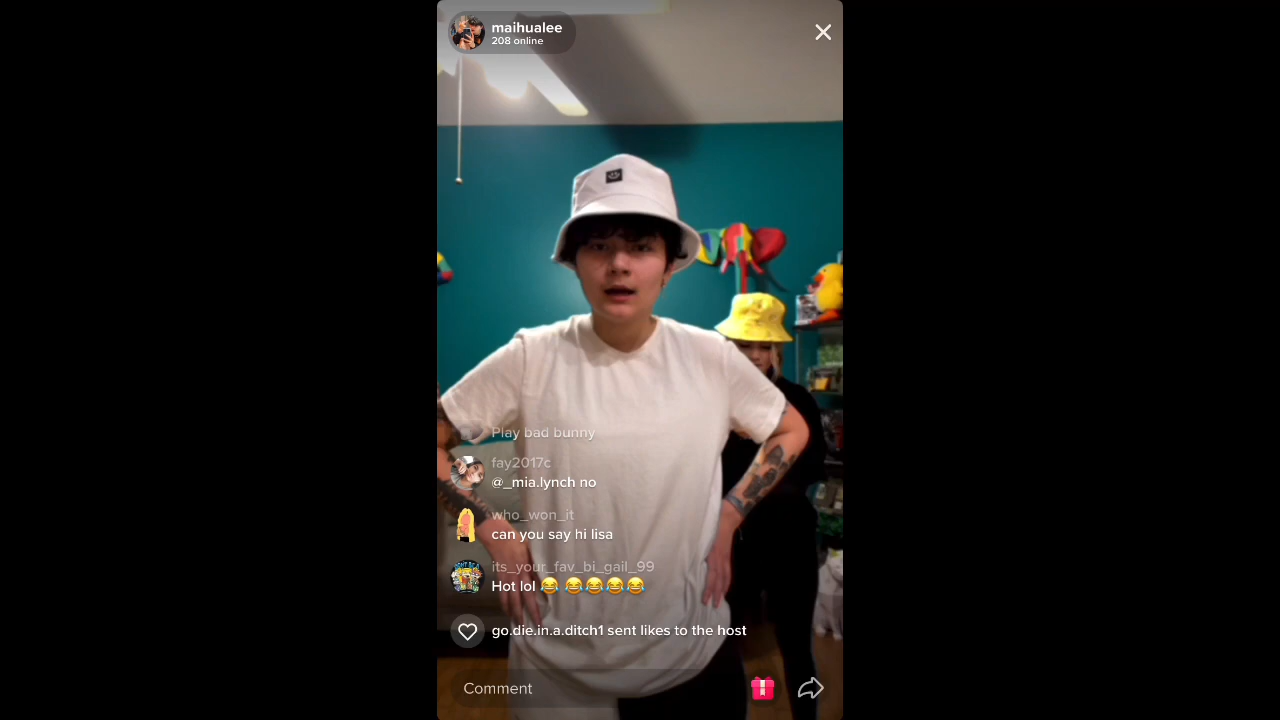 maihualee
208 online
Play bad bunny
fay2017c
@_mia.lynch no
who_won_it
can you say hi lisa
its_your_fav_bi_gail_99
Hot lol 😂 😂😂😂😂
go.die.in.a.ditch1 sent likes to the host
Comment